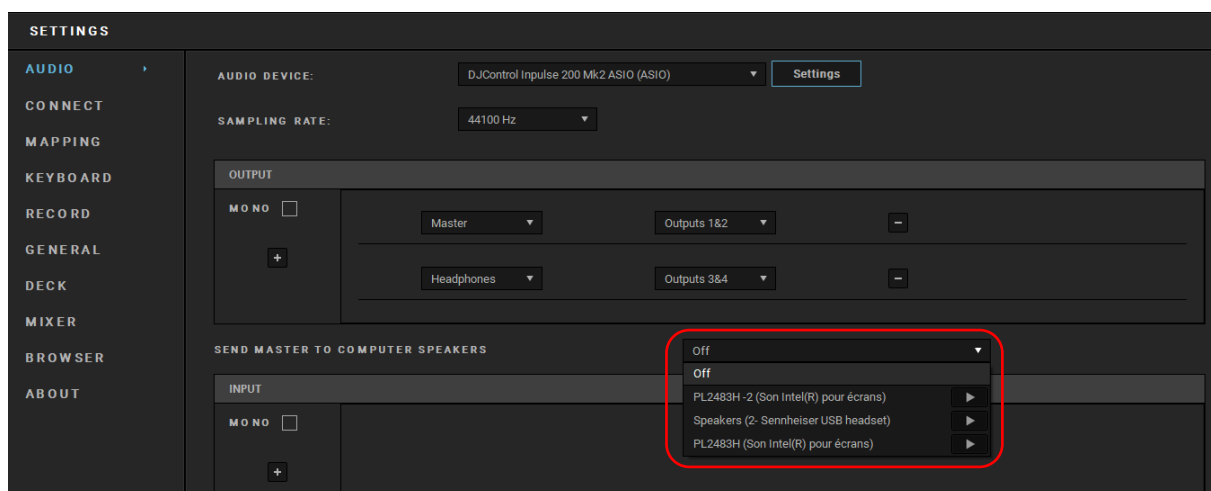 SETTINGS
AUDIO
CONNECT
MAPPING
KEYBOARD
RECORD
GENERAL
DECK
MIXER
BROWSER
ABOUT
AUDIO DEVICE: DJControl Inpulse 200 Mk2 ASIO (ASIO) Settings
SAMPLING RATE: 44100 Hz
OUTPUT
MONO Master Outputs 1&2 −
+
Headphones Outputs 3&4 −
SEND MASTER TO COMPUTER SPEAKERS Off
Off
PL2483H -2 (Son Intel(R) pour écrans)
Speakers (2- Sennheiser USB headset)
PL2483H (Son Intel(R) pour écrans)
INPUT
MONO
+